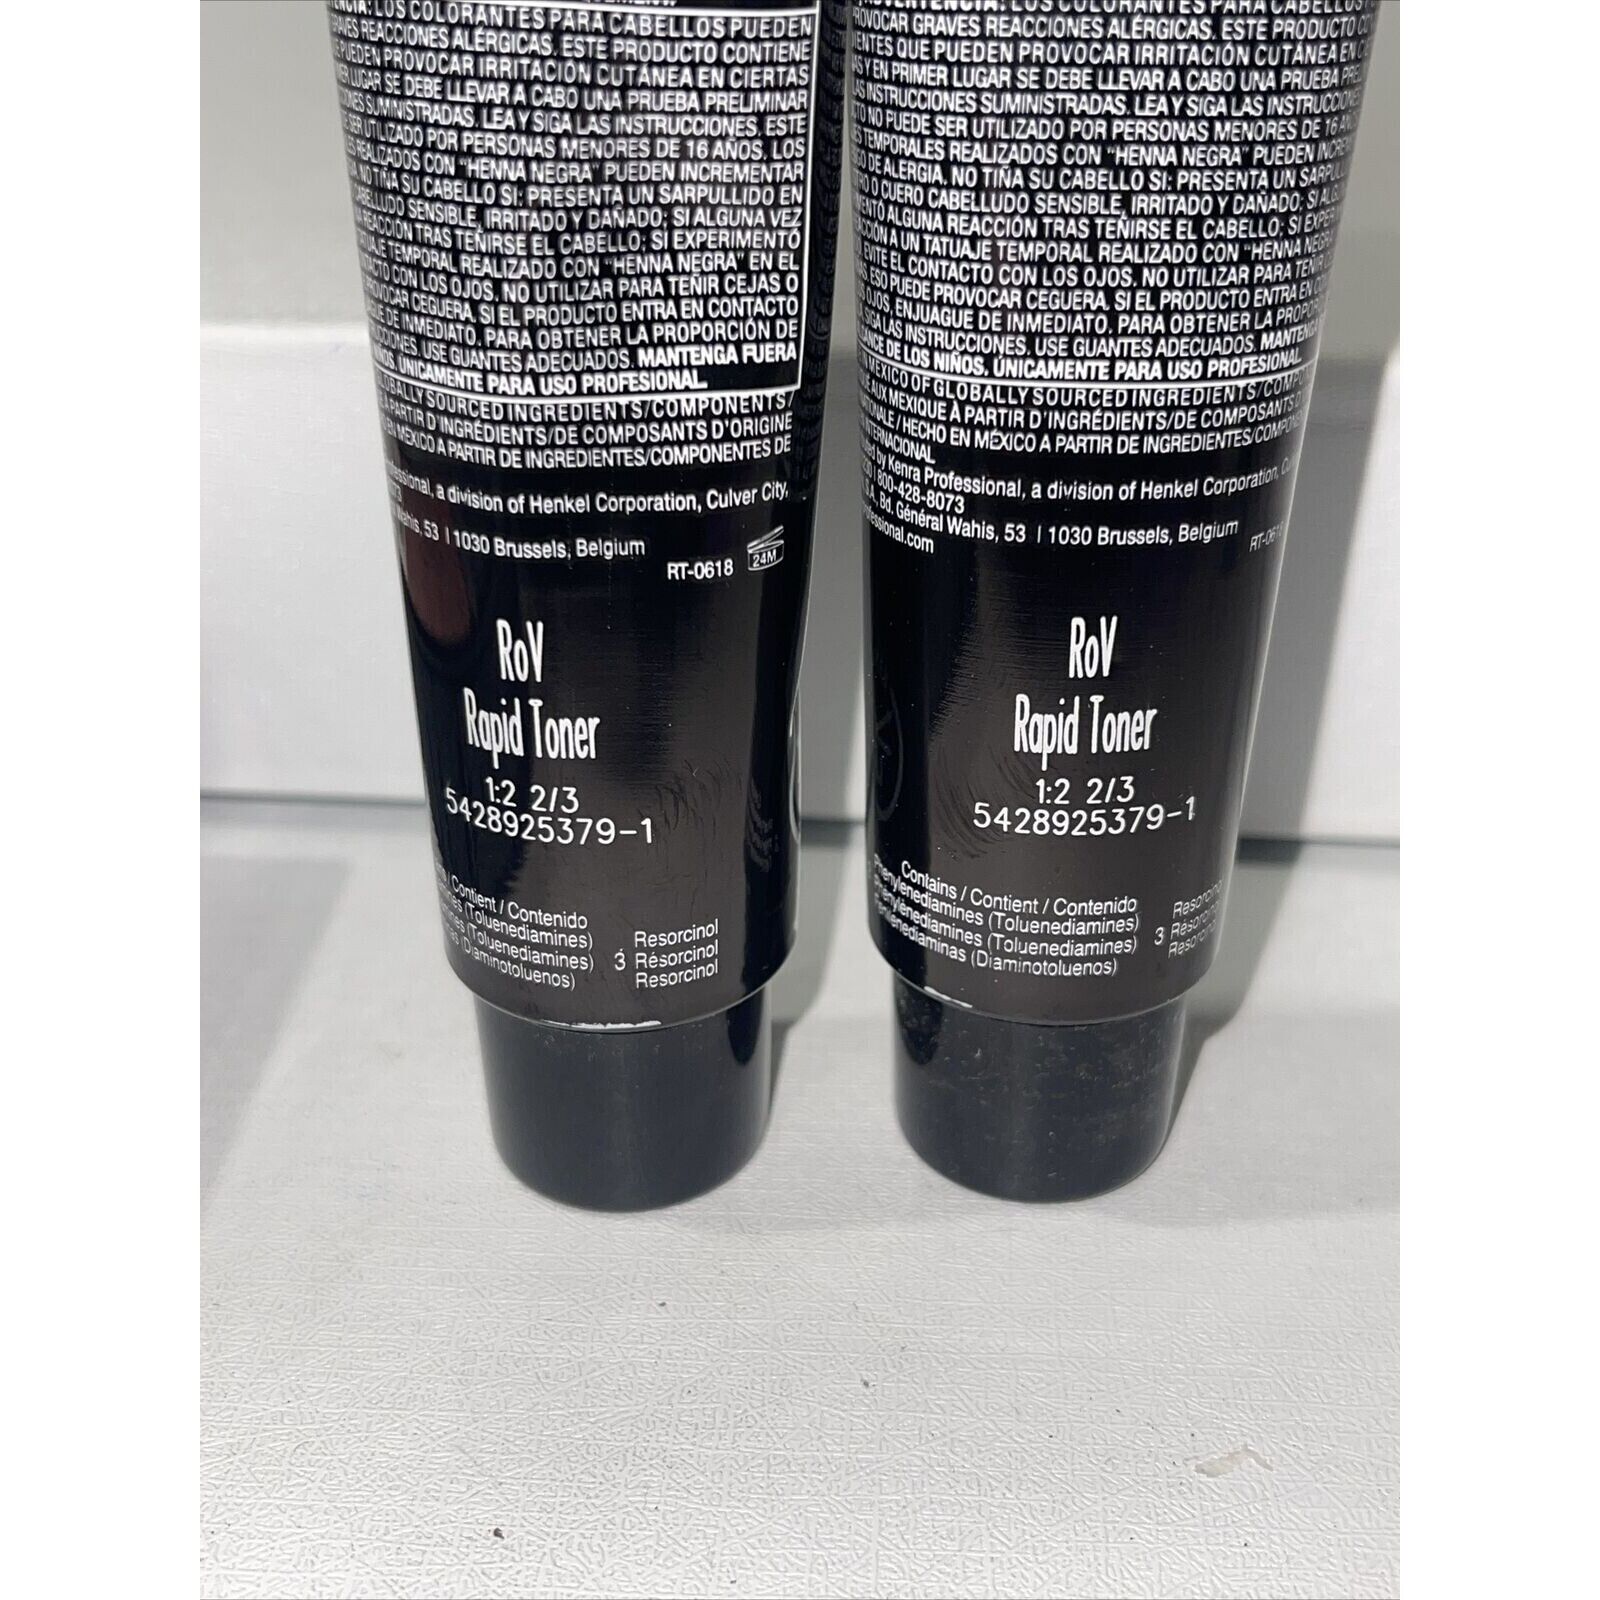 LOS COLORANTES PARA CABELLOS PUEDEN
GRAVES REACCIONES ALÉRGICAS. ESTE PRODUCTO CONTIENE
PUEDEN PROVOCAR IRRITACIÓN CUTÁNEA EN CIERTAS
LUGAR SE DEBE LLEVAR A CABO UNA PRUEBA PRELIMINAR
SUMINISTRADAS. LEA Y SIGA LAS INSTRUCCIONES. ESTE
SER UTILIZADO POR PERSONAS MENORES DE 16 AÑOS. LOS
REALIZADOS CON "HENNA NEGRA" PUEDEN INCREMENTAR
NO TIÑA SU CABELLO SI: PRESENTA UN SARPULLIDO EN
SENSIBLE, IRRITADO Y DAÑADO; SI ALGUNA VEZ
REACCIÓN TRAS TEÑIRSE EL CABELLO; SI EXPERIMENTÓ
TATUAJE TEMPORAL REALIZADO CON "HENNA NEGRA" EN EL
CON LOS OJOS. NO UTILIZAR PARA TEÑIR CEJAS O
CEGUERA. SI EL PRODUCTO ENTRA EN CONTACTO
DE INMEDIATO. PARA OBTENER LA PROPORCIÓN DE
USE GUANTES ADECUADOS. MANTENGA FUERA
ÚNICAMENTE PARA USO PROFESIONAL.
SOURCED INGREDIENTS/COMPONENTS/
À PARTIR D'INGRÉDIENTS/DE COMPOSANTS D'ORIGINE
EN MÉXICO A PARTIR DE INGREDIENTES/COMPONENTES DE
a division of Henkel Corporation, Culver City,
Wahis, 53 | 1030 Brussels, Belgium
RT-0618 24M
RoV
Rapid Toner
1:2 2/3
5428925379-1
/ Contient / Contenido
(Toluenediamines)
(Toluenediamines)
(Diaminotoluenos)
Resorcinol
3 Résorcinol
Resorcinol
LOS COLORANTES PARA CABELLOS
PROVOCAR GRAVES REACCIONES ALÉRGICAS. ESTE PRODUCTO
QUE PUEDEN PROVOCAR IRRITACIÓN CUTÁNEA EN
Y EN PRIMER LUGAR SE DEBE LLEVAR A CABO UNA PRUEBA
LAS INSTRUCCIONES SUMINISTRADAS. LEA Y SIGA LAS INSTRUCCIONES
NO PUEDE SER UTILIZADO POR PERSONAS MENORES DE 16
TEMPORALES REALIZADOS CON "HENNA NEGRA" PUEDEN
DE ALERGIA. NO TIÑA SU CABELLO SI: PRESENTA UN
O CUERO CABELLUDO SENSIBLE, IRRITADO Y DAÑADO; SI
ALGUNA REACCIÓN TRAS TEÑIRSE EL CABELLO; SI
A UN TATUAJE TEMPORAL REALIZADO CON "HENNA NEGRA"
EVITE EL CONTACTO CON LOS OJOS. NO UTILIZAR PARA TEÑIR
ESO PUEDE PROVOCAR CEGUERA. SI EL PRODUCTO ENTRA EN
OJOS, ENJUAGUE DE INMEDIATO. PARA OBTENER LA
SIGA LAS INSTRUCCIONES. USE GUANTES ADECUADOS. MANTENGA
DE LOS NIÑOS. ÚNICAMENTE PARA USO PROFESIONAL.
MEXICO OF GLOBALLY SOURCED INGREDIENTS/
AUX MEXIQUE À PARTIR D'INGRÉDIENTS/DE COMPOSANTS
/ HECHO EN MÉXICO A PARTIR DE INGREDIENTES/
INTERNACIONAL
by Kenra Professional, a division of Henkel Corporation,
1 800-428-8073
Bd. Général Wahis, 53 | 1030 Brussels, Belgium
RT-0618
RoV
Rapid Toner
1:2 2/3
5428925379-1
Contains / Contient / Contenido
Phenylenediamines (Toluenediamines)
Phénylènediamines (Toluenediamines)
(Diaminotoluenos)
3